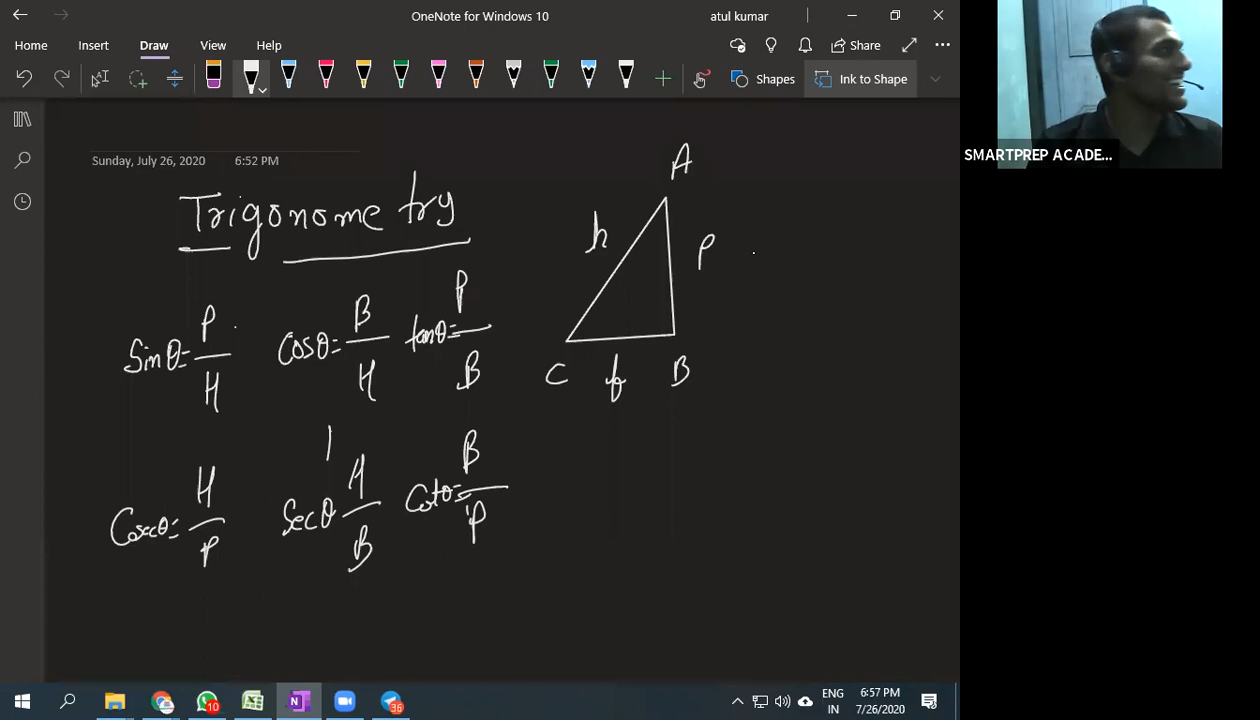 OneNote for Windows 10
atul kumar
Home Insert Draw View Help
Share
Shapes
Ink to Shape
SMARTPREP ACADE...
Sunday, July 26, 2020 6:52 PM
Trigonometry
A
h
P
C b B
Sinθ = P/H Cosθ = B/H tanθ = P/B
Cosecθ = H/P Secθ H/B Cotθ = B/P
10
36
ENG
IN
6:57 PM
7/26/2020